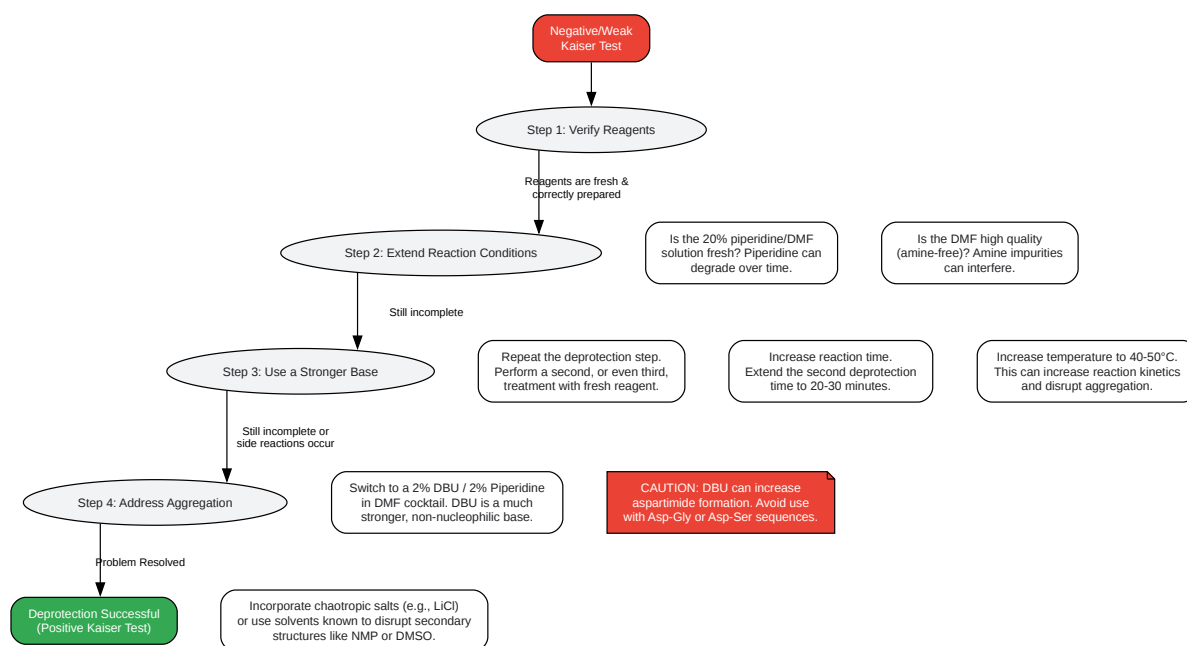 Negative/Weak
Kaiser Test
Step 1: Verify Reagents
Reagents are fresh &
correctly prepared
Step 2: Extend Reaction Conditions
Is the 20% piperidine/DMF
solution fresh? Piperidine can
degrade over time.
Is the DMF high quality
(amine-free)? Amine impurities
can interfere.
Still incomplete
Step 3: Use a Stronger Base
Repeat the deprotection step.
Perform a second, or even third,
treatment with fresh reagent.
Increase reaction time.
Extend the second deprotection
time to 20-30 minutes.
Increase temperature to 40-50°C.
This can increase reaction kinetics
and disrupt aggregation.
Still incomplete or
side reactions occur
Step 4: Address Aggregation
Switch to a 2% DBU / 2% Piperidine
in DMF cocktail. DBU is a much
stronger, non-nucleophilic base.
CAUTION: DBU can increase
aspartimide formation. Avoid use
with Asp-Gly or Asp-Ser sequences.
Problem Resolved
Deprotection Successful
(Positive Kaiser Test)
Incorporate chaotropic salts (e.g., LiCl)
or use solvents known to disrupt secondary
structures like NMP or DMSO.